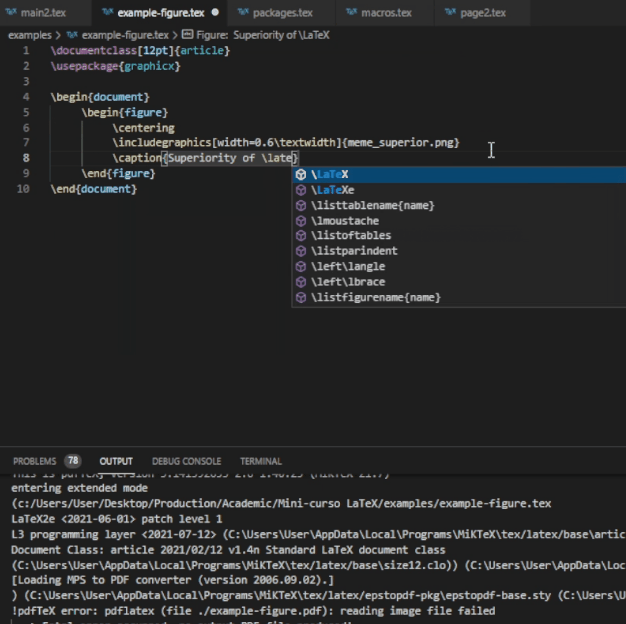 main2.tex example-figure.tex packages.tex macros.tex page2.tex
examples > example-figure.tex > Figure: Superiority of \LaTeX
1 \documentclass[12pt]{article}
2 \usepackage{graphicx}
3
4 \begin{document}
5 \begin{figure}
6 \centering
7 \includegraphics[width=0.6\textwidth]{meme_superior.png}
8 \caption{Superiority of \late}
\LaTeX
9 \end{figure}
\LaTeXe
10 \end{document}
\listtablename{name}
\lmoustache
\listoftables
\listparindent
\left\langle
\left\lbrace
\listfigurename{name}
PROBLEMS 78 OUTPUT DEBUG CONSOLE TERMINAL
entering extended mode
(c:/Users/User/Desktop/Production/Academic/Mini-curso LaTeX/examples/example-figure.tex
LaTeX2e <2021-06-01> patch level 1
L3 programming layer <2021-07-12> (C:\Users\User\AppData\Local\Programs\MiKTeX\tex/latex/base\artic
Document Class: article 2021/02/12 v1.4n Standard LaTeX document class
(C:\Users\User\AppData\Local\Programs\MiKTeX\tex/latex/base\size12.clo)) (C:\Users\User\AppData\Loc
[Loading MPS to PDF converter (version 2006.09.02).]
) (C:\Users\User\AppData\Local\Programs\MiKTeX\tex/latex/epstopdf-pkg\epstopdf-base.sty (C:\Users\U
!pdfTeX error: pdflatex (file ./example-figure.pdf): reading image file failed